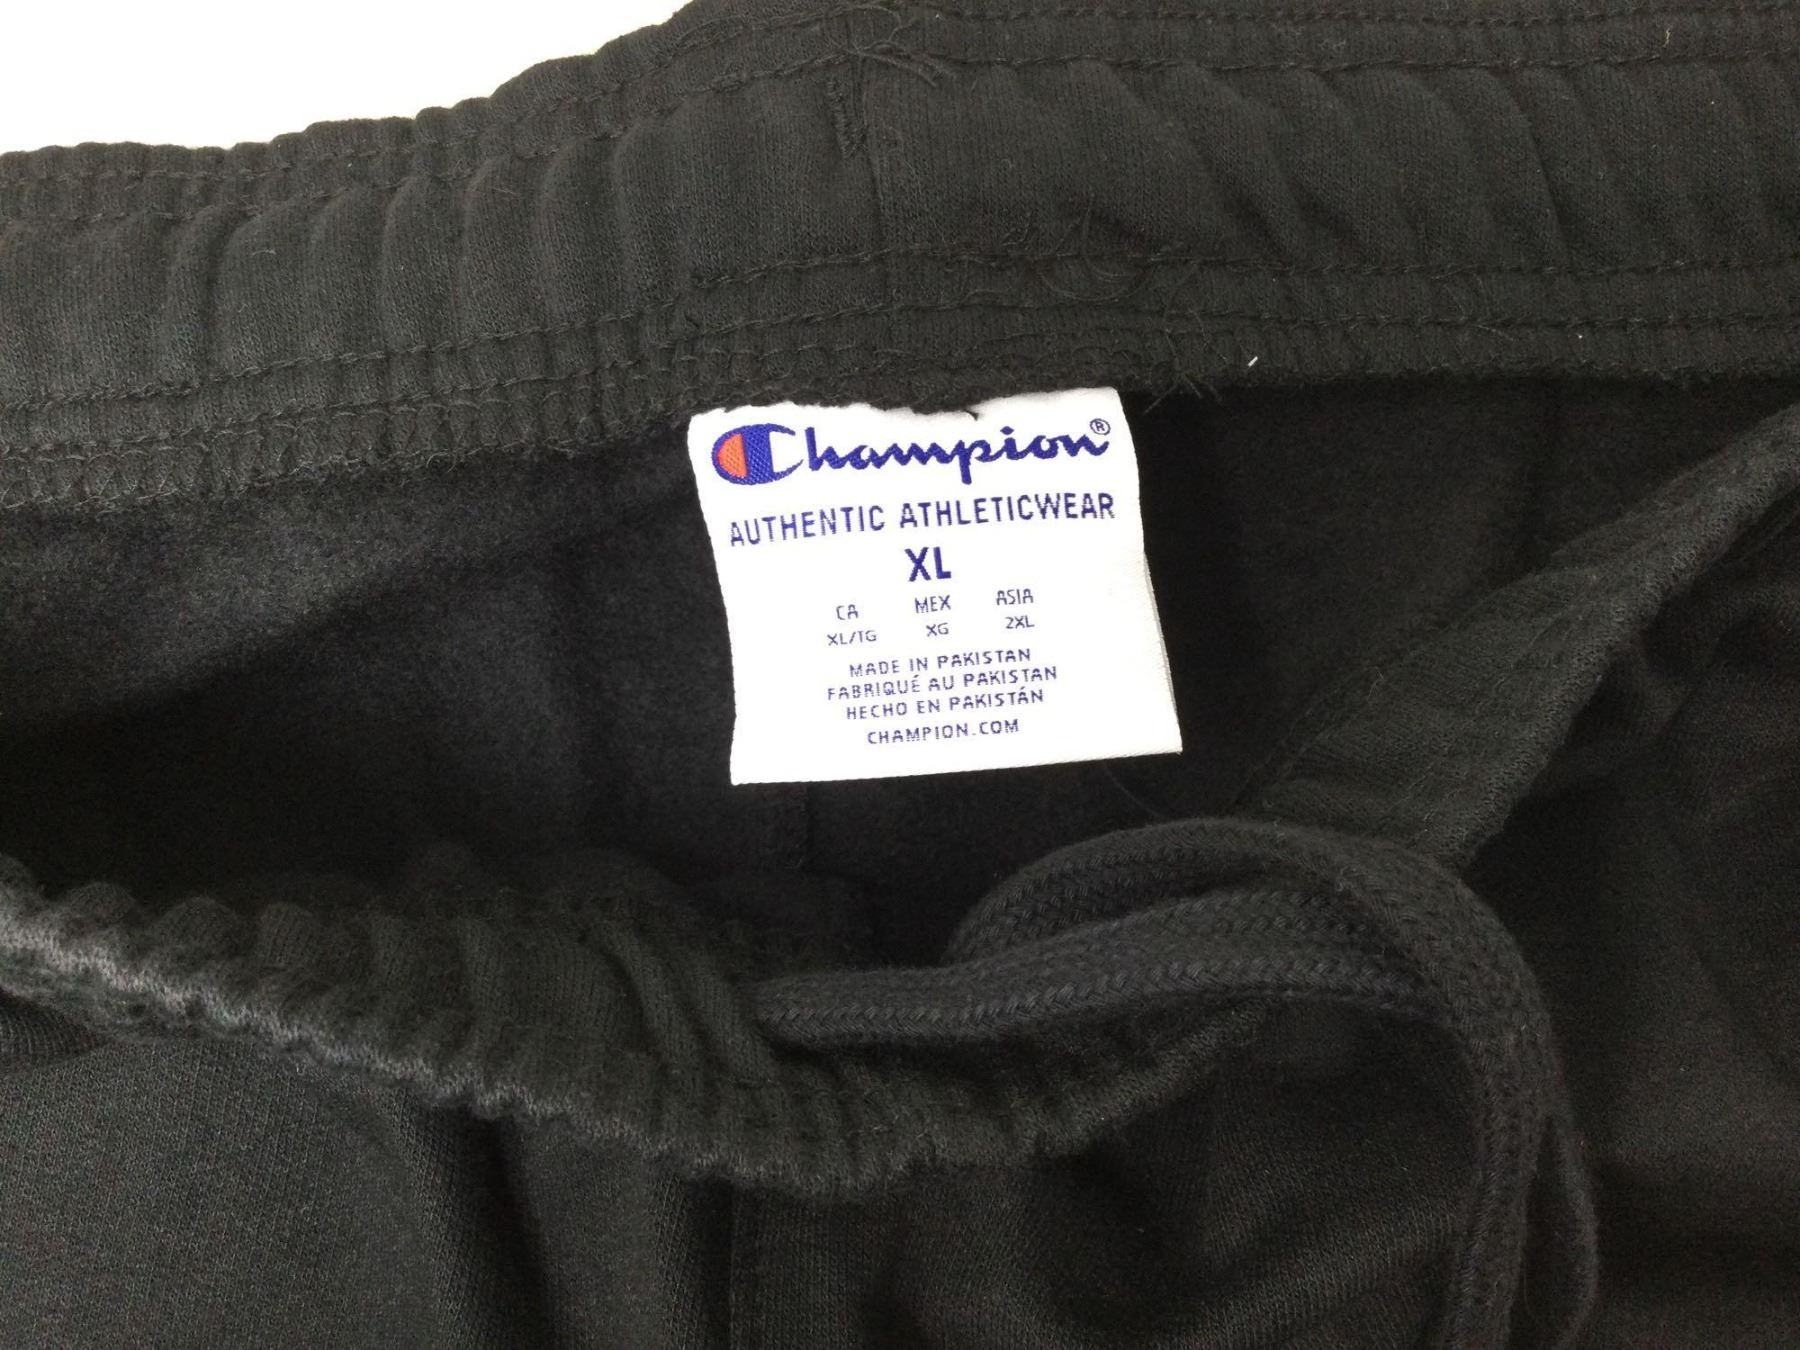 Champion®
AUTHENTIC ATHLETICWEAR
XL
CA MEX ASIA
XL/TG XG 2XL
MADE IN PAKISTAN
FABRIQUÉ AU PAKISTAN
HECHO EN PAKISTÁN
CHAMPION.COM